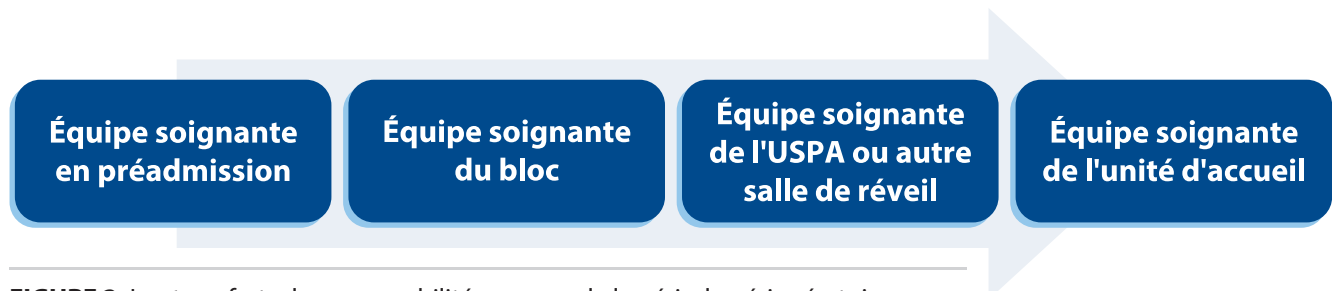 Équipe soignante
en préadmission
Équipe soignante
du bloc
Équipe soignante
de l'USPA ou autre
salle de réveil
Équipe soignante
de l'unité d'accueil